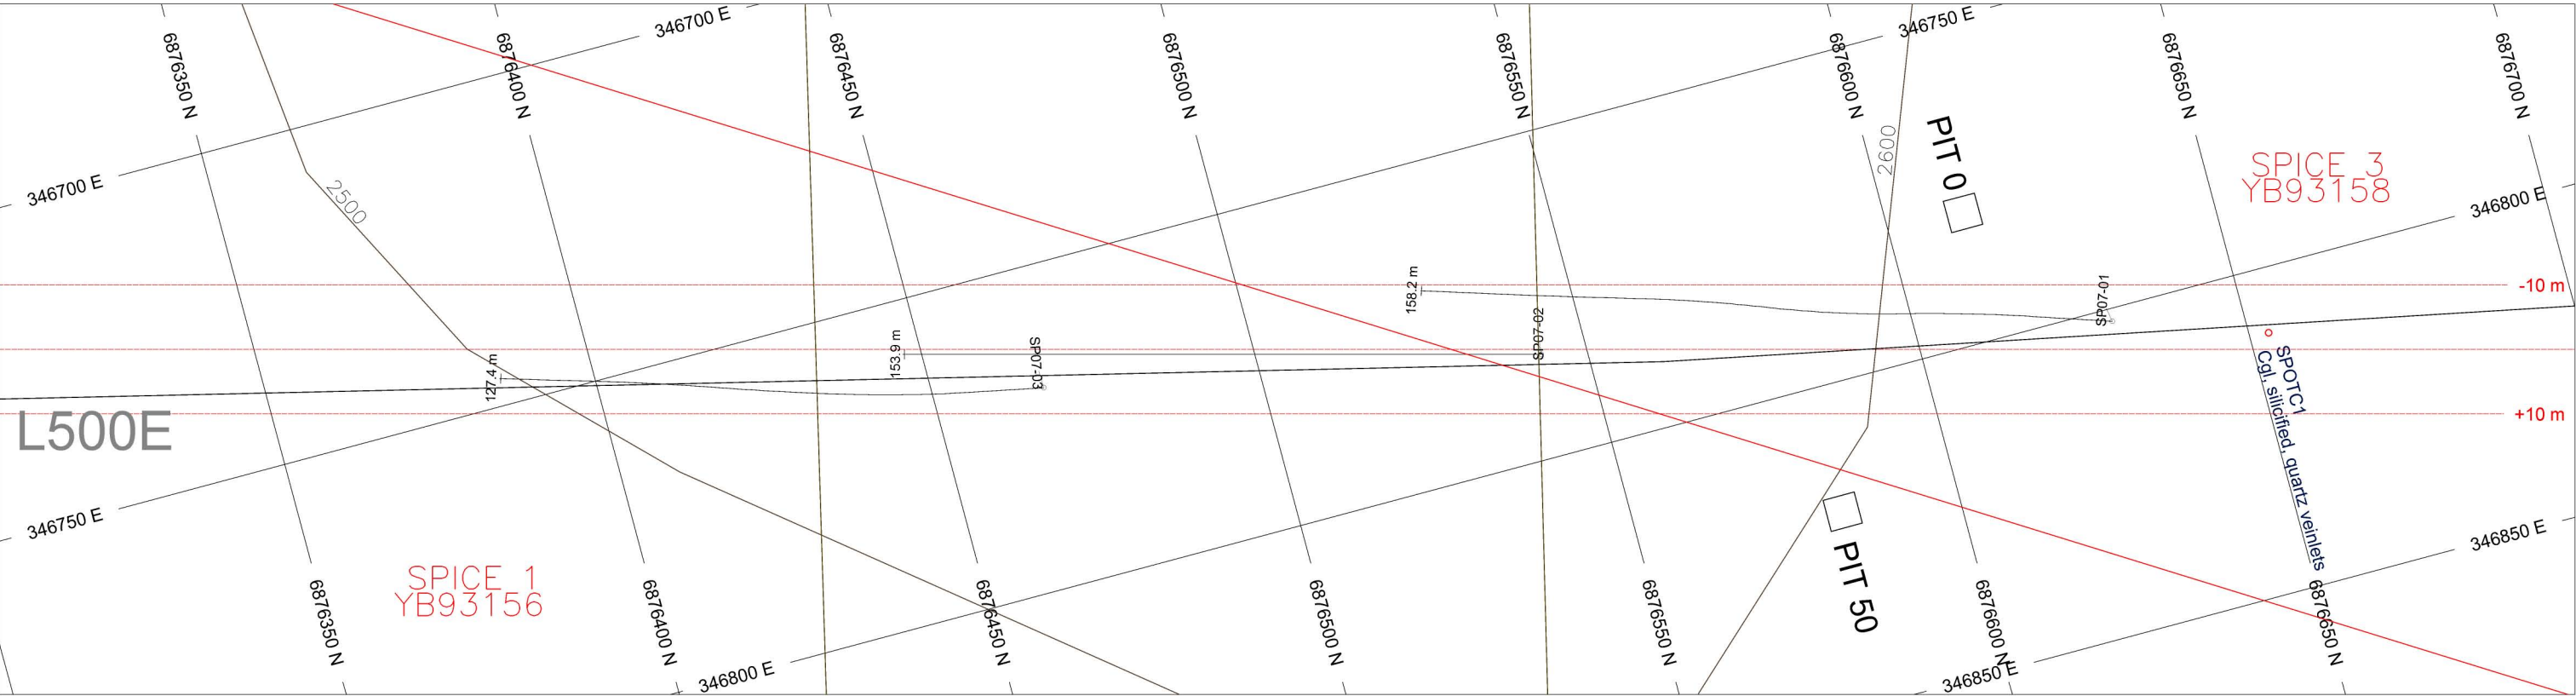 346700 E
346750 E
6876350 N
6876400 N
6876450 N
6876500 N
6876550 N
6876600 N
6876650 N
6876700 N
346700 E
2500
2600
PIT 0
SPICE 3
YB93158
346800 E
158.2 m
SP07-01
-10 m
153.9 m
SP07-03
SP07-02
127.4 m
L500E
+10 m
SPOTC1
Cgl, silicified, quartz veinlets
346750 E
PIT 50
346850 E
SPICE 1
YB93156
6876350 N
6876400 N
6876450 N
6876500 N
6876550 N
6876600 N
6876650 N
346800 E
346850 E